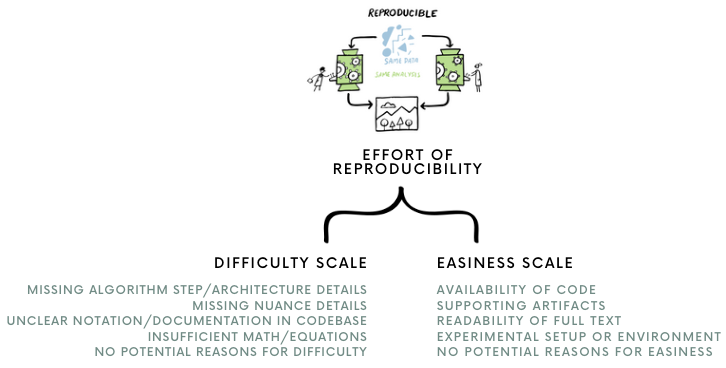 REPRODUCIBLE
SAME DATA
SAME ANALYSIS
EFFORT OF
REPRODUCIBILITY
DIFFICULTY SCALE
MISSING ALGORITHM STEP/ARCHITECTURE DETAILS
MISSING NUANCE DETAILS
UNCLEAR NOTATION/DOCUMENTATION IN CODEBASE
INSUFFICIENT MATH/EQUATIONS
NO POTENTIAL REASONS FOR DIFFICULTY
EASINESS SCALE
AVAILABILITY OF CODE
SUPPORTING ARTIFACTS
READABILITY OF FULL TEXT
EXPERIMENTAL SETUP OR ENVIRONMENT
NO POTENTIAL REASONS FOR EASINESS